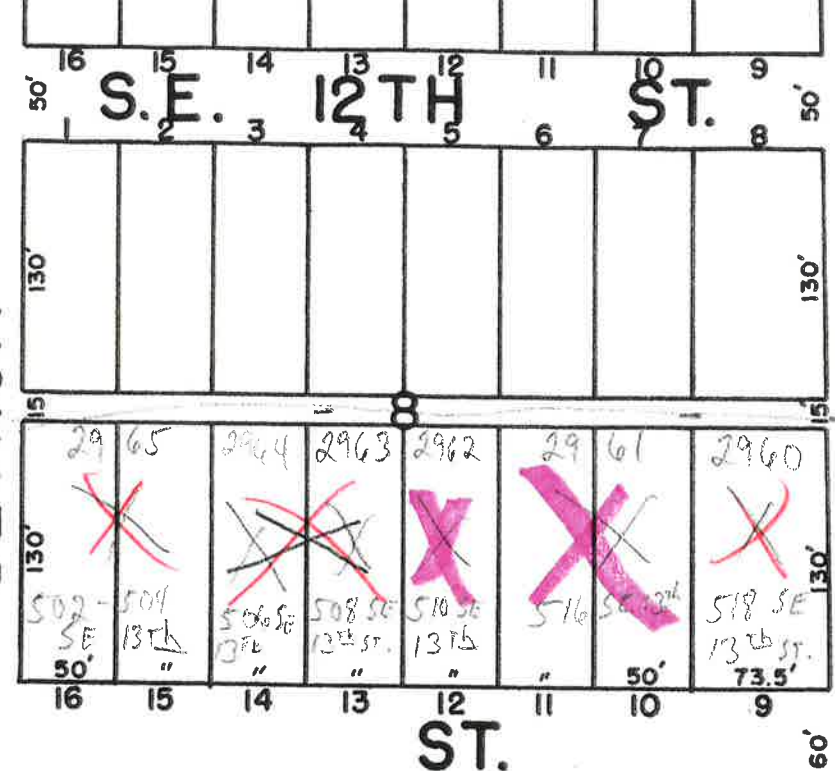 16 15 14 13 12 11 10 9
50' S.E. 12TH ST. 50'
1 2 3 4 5 6 7 8
130' 130'
15' 8 15'
29 65 2964 2963 2962 29 61 2960
130' 130'
502 - 504 506 SE 508 SE 510 SE 516 518 SE
SE 13Th 13Th 13Th ST. 13Th 13Th ST.
50' " " " " " 50' 73.5'
16 15 14 13 12 11 10 9
ST. 60'